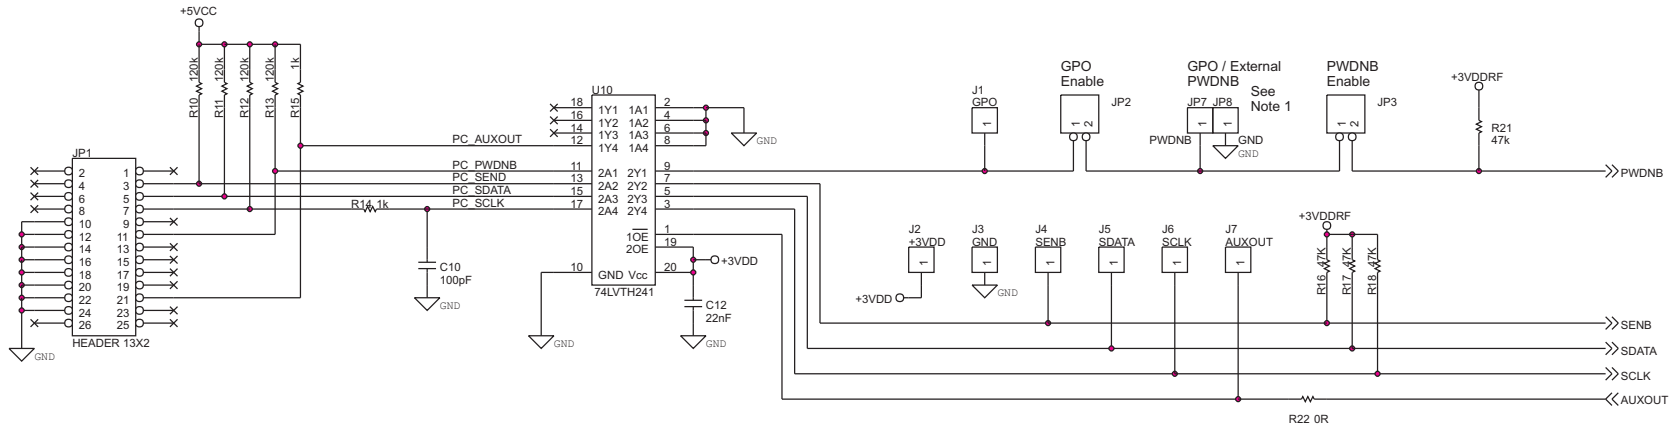 +5VCC
R10 120k
R11 120k
R12 120k
R13 120k
R15 1k
JP1
2 1
4 3
6 5
8 7
10 9
12 11
14 13
16 15
18 17
20 19
22 21
24 23
26 25
HEADER 13X2
GND
R14 1k
C10
100pF
GND
PC_AUXOUT
PC_PWDNB
PC_SEND
PC_SDATA
PC_SCLK
U10
18 1Y1 1A1 2
16 1Y2 1A2 4
14 1Y3 1A3 6
12 1Y4 1A4 8
11 2A1 2Y1 9
13 2A2 2Y2 7
15 2A3 2Y3 5
17 2A4 2Y4 3
1OE 1
2OE 19
10 GND Vcc 20
74LVTH241
GND
GND
+3VDD
C12
22nF
GND
J1
GPO
1
GPO
Enable
JP2
1 2
GPO / External
PWDNB
See
Note 1
JP7 JP8
1 1
PWDNB
GND
GND
PWDNB
Enable
JP3
1 2
+3VDDRF
R21
47k
PWDNB
J2
+3VDD
1
+3VDD
J3
GND
1
GND
J4
SENB
1
J5
SDATA
1
J6
SCLK
1
J7
AUXOUT
1
+3VDDRF
R16 47K
R17 47K
R18 47K
SENB
SDATA
SCLK
AUXOUT
R22 0R